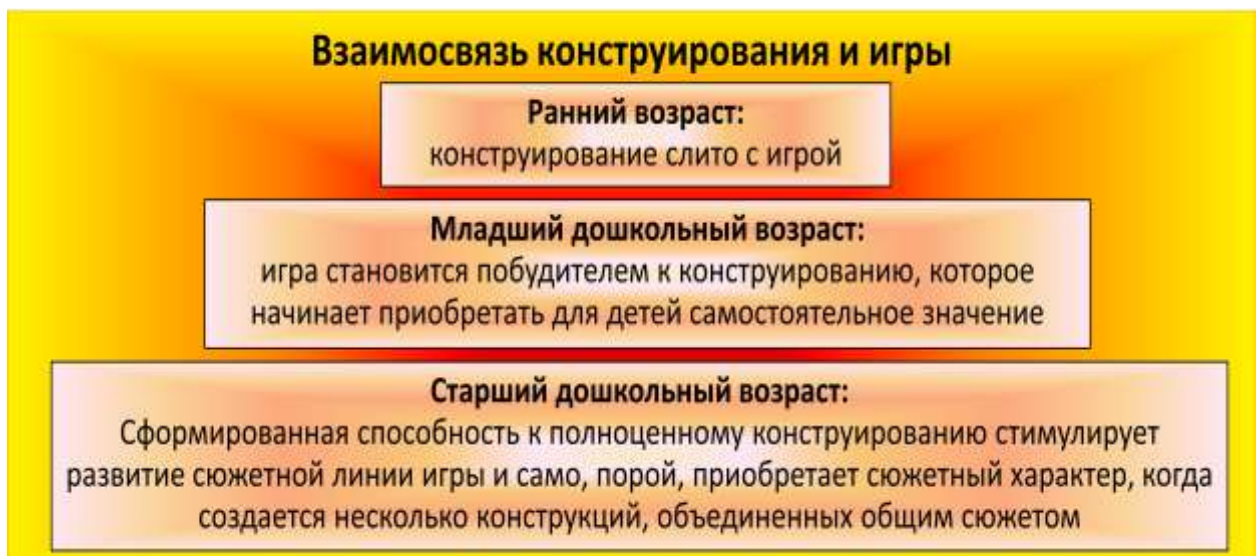 Взаимосвязь конструирования и игры
Ранний возраст:
конструирование слито с игрой
Младший дошкольный возраст:
игра становится побудителем к конструированию, которое
начинает приобретать для детей самостоятельное значение
Старший дошкольный возраст:
Сформированная способность к полноценному конструированию стимулирует
развитие сюжетной линии игры и само, порой, приобретает сюжетный характер, когда
создается несколько конструкций, объединенных общим сюжетом